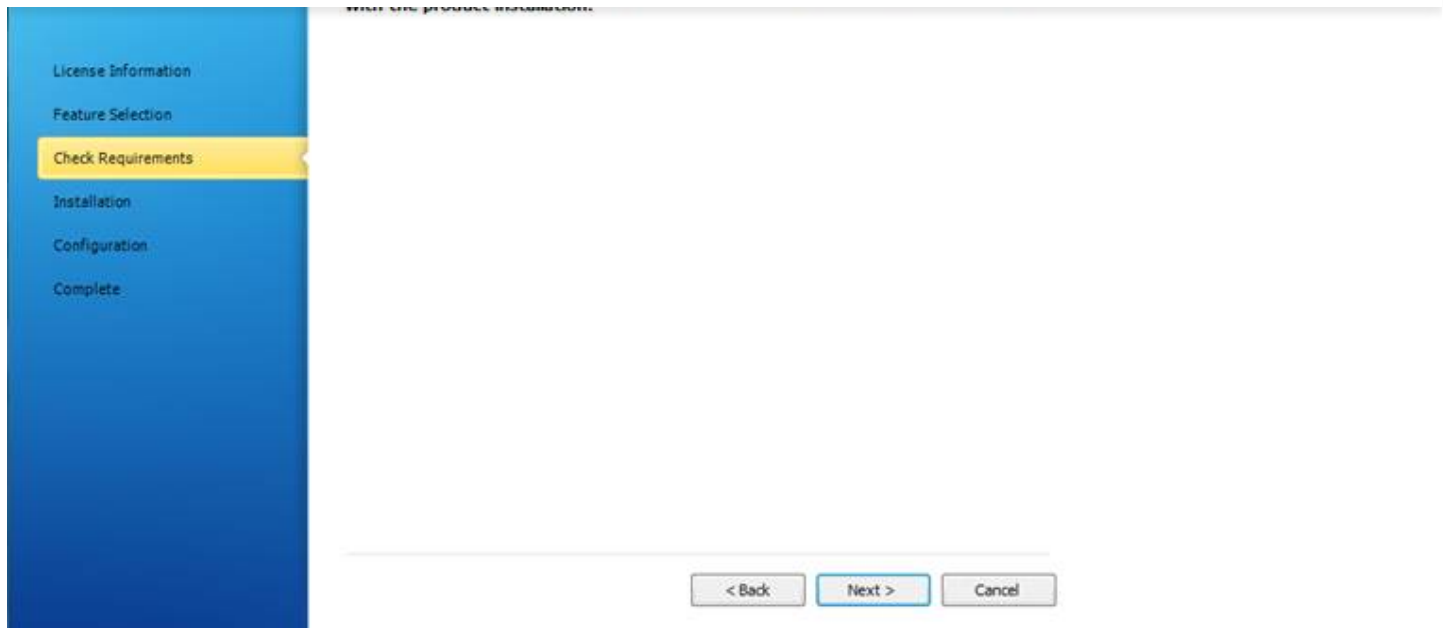 with the product installation.
License Information
Feature Selection
Check Requirements
Installation
Configuration
Complete
< Back
Next >
Cancel